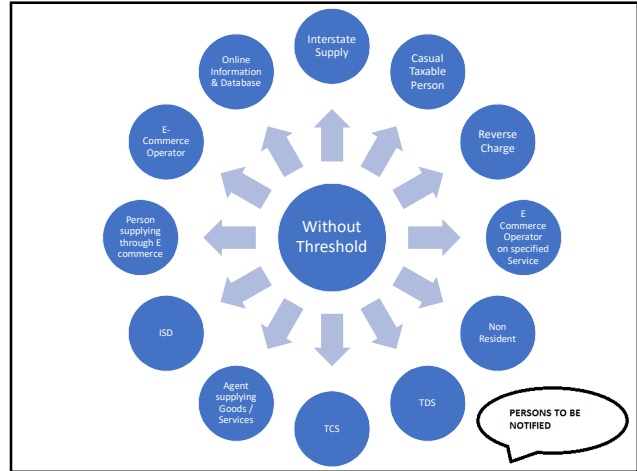 Interstate
Supply
Casual
Taxable
Person
Reverse
Charge
E
Commerce
Operator
on specified
Service
Non
Resident
TDS
TCS
Agent
supplying
Goods /
Services
ISD
Person
supplying
through E
commerce
E-
Commerce
Operator
Online
Information
& Database
Without
Threshold
PERSONS TO BE
NOTIFIED